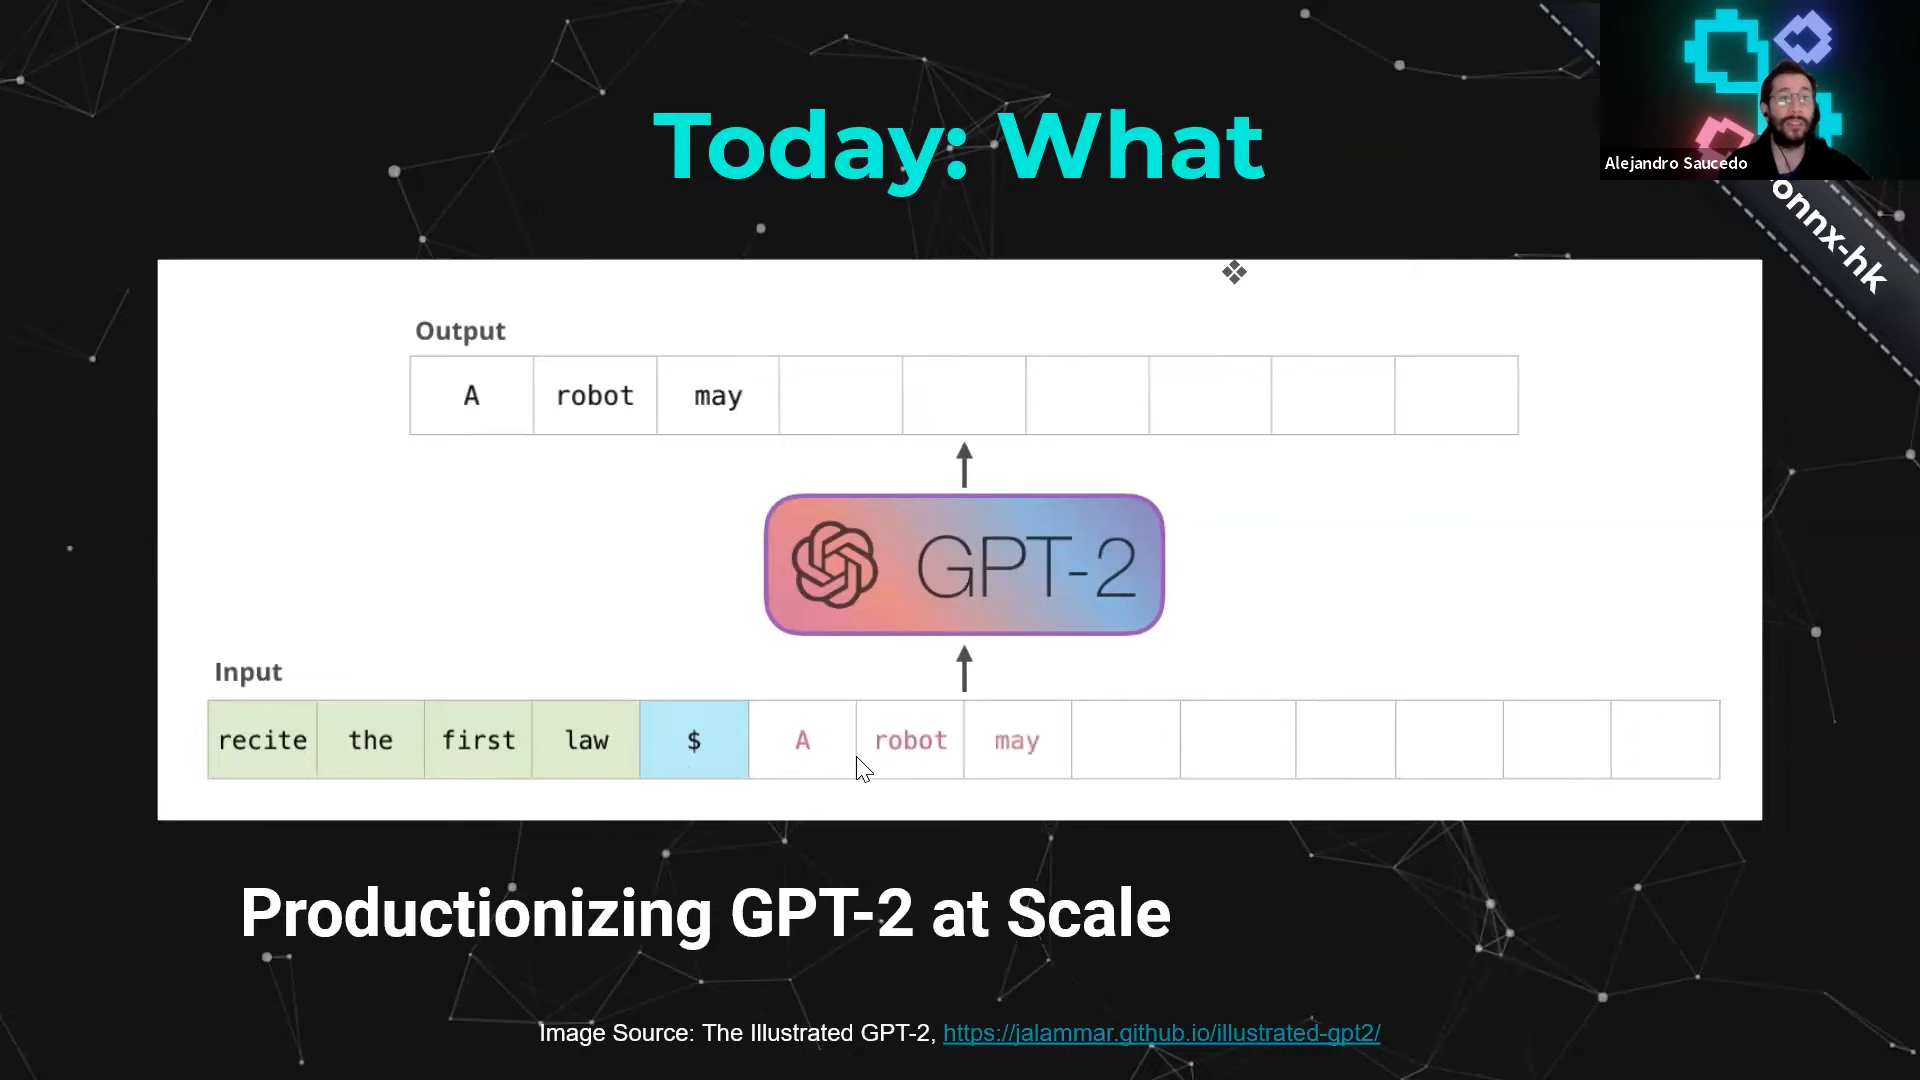 Today: What
Alejandro Saucedo
onnx-hk
Output
A robot may
GPT-2
Input
recite the first law $ A robot may
Productionizing GPT-2 at Scale
Image Source: The Illustrated GPT-2, https://jalammar.github.io/illustrated-gpt2/